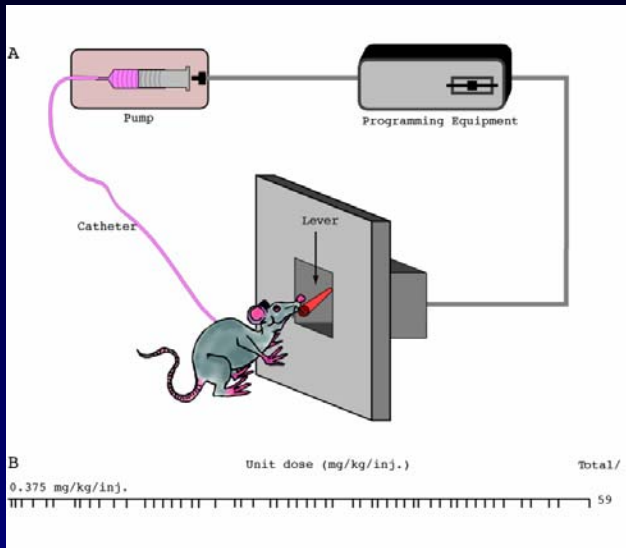 A
Pump
Programming Equipment
Catheter
Lever
B Unit dose (mg/kg/inj.) Total/
0.375 mg/kg/inj.
59